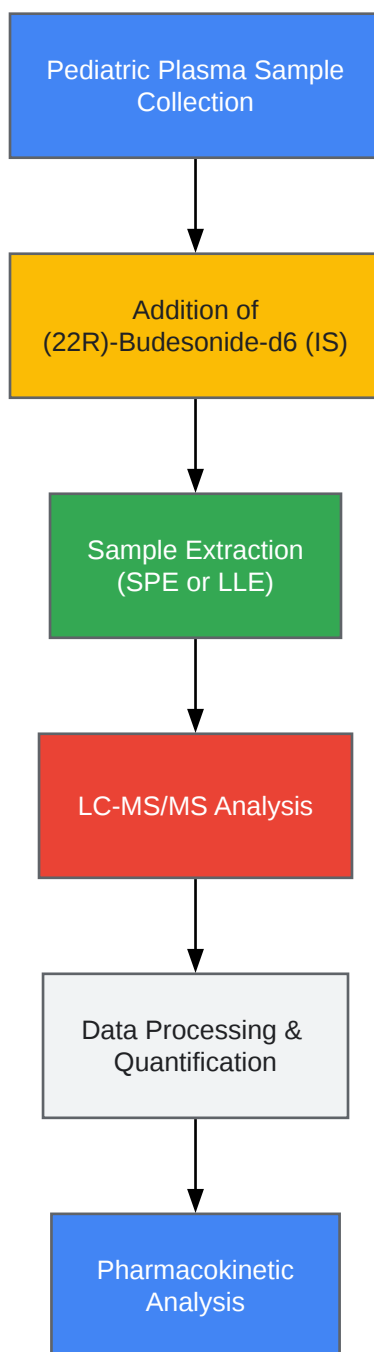 Pediatric Plasma Sample
Collection
Addition of
(22R)-Budesonide-d6 (IS)
Sample Extraction
(SPE or LLE)
LC-MS/MS Analysis
Data Processing &
Quantification
Pharmacokinetic
Analysis